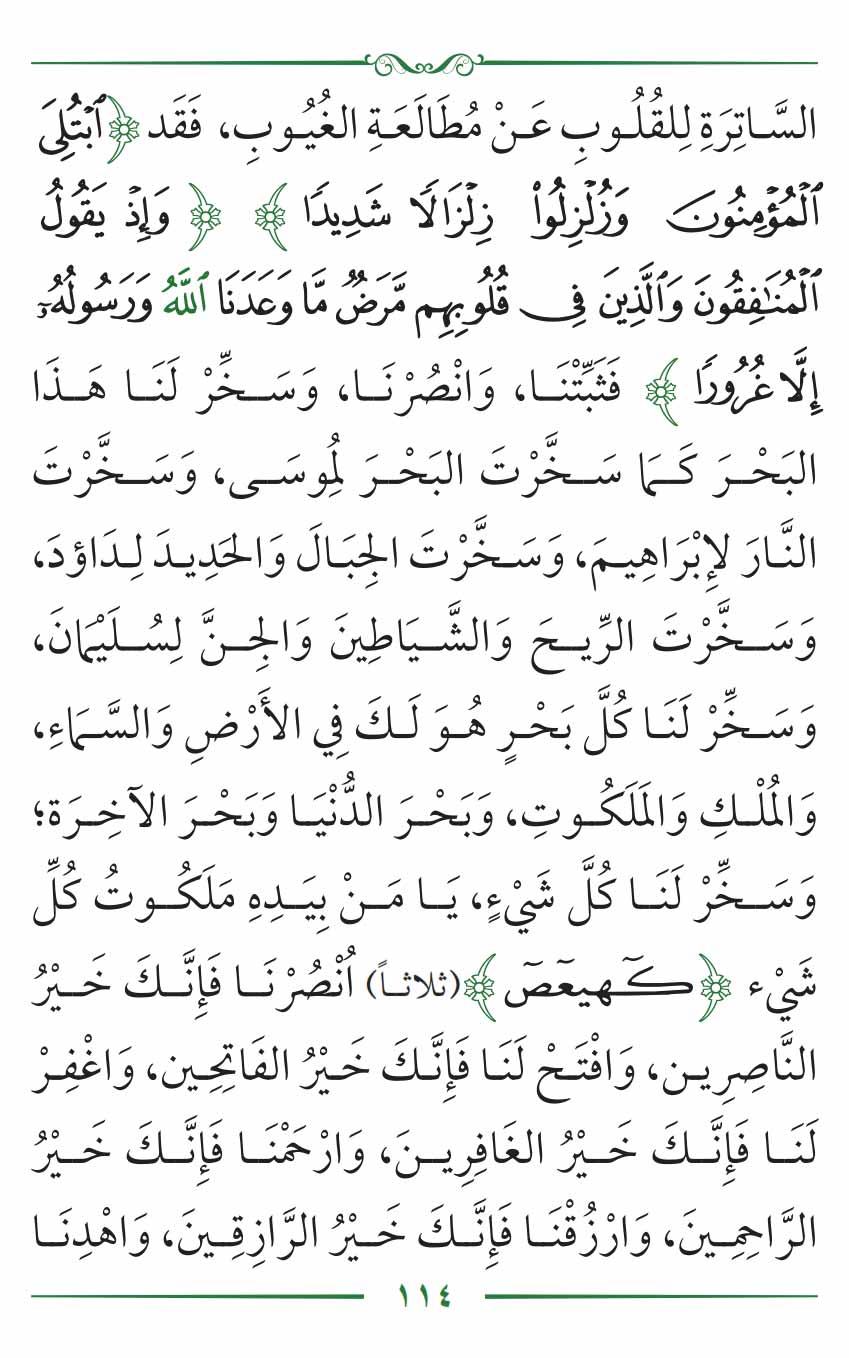 السَّاتِرَةِ لِلقُلُوبِ عَنْ مُطَالَعَةِ الغُيُوبِ، فَقَد ﴿ٱبۡتُلِىَ
ٱلۡمُؤۡمِنُونَ وَزُلۡزِلُواْ زِلۡزَالٗا شَدِيدٗا﴾ ﴿وَإِذۡ يَقُولُ
ٱلۡمُنَٰفِقُونَ وَٱلَّذِينَ فِى قُلُوبِهِم مَّرَضٞ مَّا وَعَدَنَا ٱللَّهُ وَرَسُولُهُۥٓ
إِلَّا غُرُورٗا﴾ فَثَبِّتْنَا، وَانْصُرْنَا، وَسَخِّرْ لَنَا هَذَا
البَحْرَ كَمَا سَخَّرْتَ البَحْرَ لِمُوسَى، وَسَخَّرْتَ
النَّارَ لإِبْرَاهِيمَ، وَسَخَّرْتَ الجِبَالَ وَالحَدِيدَ لِدَاؤدَ،
وَسَخَّرْتَ الرِّيحَ وَالشَّيَاطِينَ وَالجِنَّ لِسُلَيْمَانَ،
وَسَخِّرْ لَنَا كُلَّ بَحْرٍ هُوَ لَكَ فِي الأَرْضِ وَالسَّمَاءِ،
وَالمُلْكِ وَالمَلَكُوتِ، وَبَحْرَ الدُّنْيَا وَبَحْرَ الآخِرَة؛
وَسَخِّرْ لَنَا كُلَّ شَيْءٍ، يَا مَنْ بِيَدِهِ مَلَكُوتُ كُلِّ
شَيْء ﴿كٓهيعٓصٓ﴾ (ثلاثاً) اُنْصُرْنَا فَإِنَّكَ خَيْرُ
النَّاصِرِين، وَافْتَحْ لَنَا فَإِنَّكَ خَيْرُ الفَاتِحِين، وَاغْفِرْ
لَنَا فَإِنَّكَ خَيْرُ الغَافِرِينَ، وَارْحَمْنَا فَإِنَّكَ خَيْرُ
الرَّاحِمِينَ، وَارْزُقْنَا فَإِنَّكَ خَيْرُ الرَّازِقِينَ، وَاهْدِنَا
١١٤